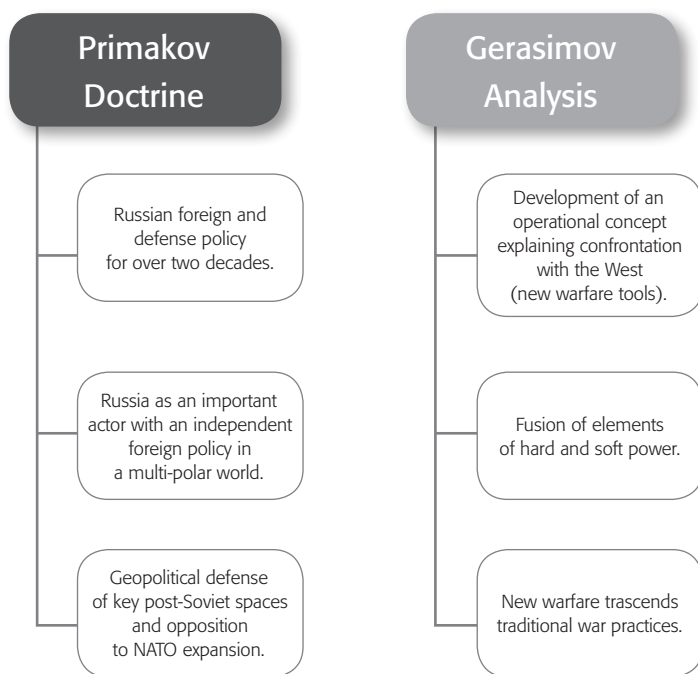 Primakov
Doctrine
Russian foreign and
defense policy
for over two decades.
Russia as an important
actor with an independent
foreign policy in
a multi-polar world.
Geopolitical defense
of key post-Soviet spaces
and opposition
to NATO expansion.
Gerasimov
Analysis
Development of an
operational concept
explaining confrontation
with the West
(new warfare tools).
Fusion of elements
of hard and soft power.
New warfare trascends
traditional war practices.